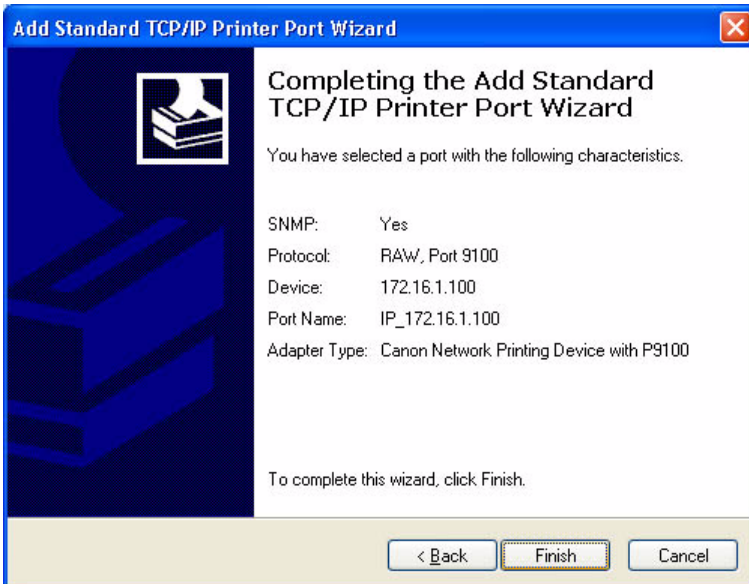 Add Standard TCP/IP Printer Port Wizard
Completing the Add Standard
TCP/IP Printer Port Wizard
You have selected a port with the following characteristics.
SNMP: Yes
Protocol: RAW, Port 9100
Device: 172.16.1.100
Port Name: IP_172.16.1.100
Adapter Type: Canon Network Printing Device with P9100
To complete this wizard, click Finish.
< Back Finish Cancel